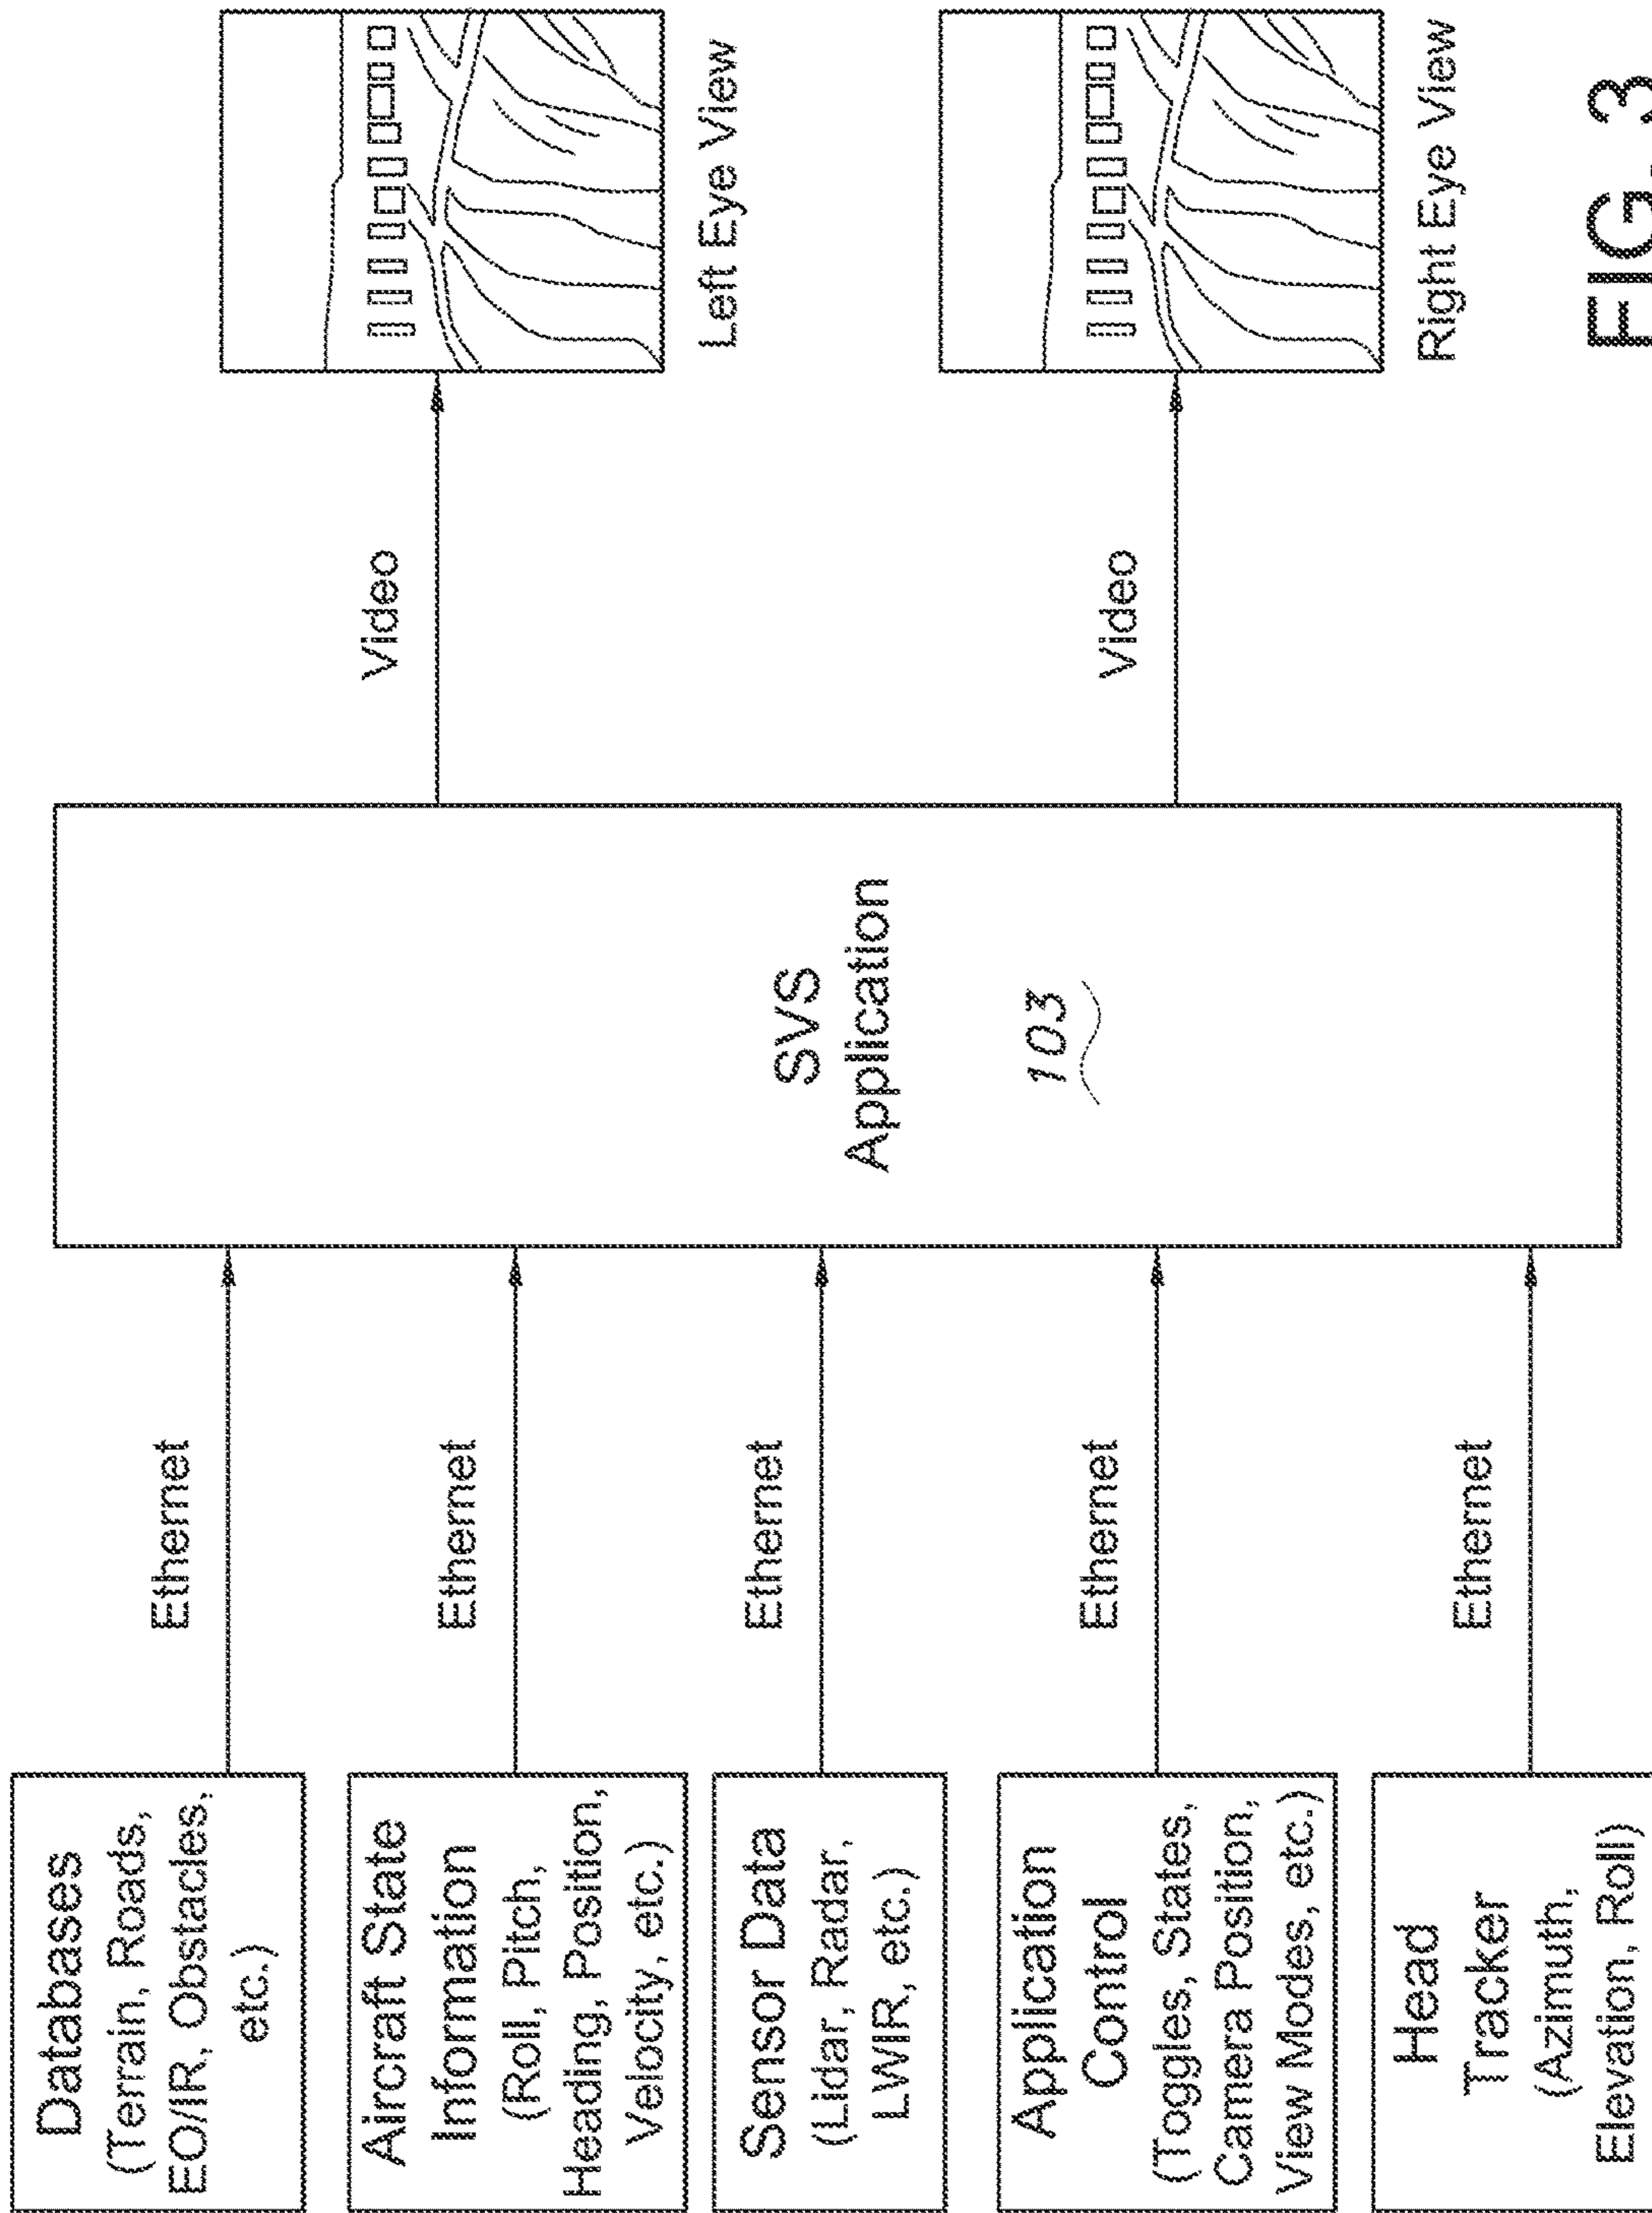 Databases
(Terrain, Roads,
EO/IR, Obstacles,
etc.)
Ethernet
Aircraft State
Information
(Roll, Pitch,
Heading, Position,
Velocity, etc.)
Ethernet
Sensor Data
(Lidar, Radar,
LWIR, etc.)
Ethernet
Application
Control
(Toggles, States,
Camera Position,
View Modes, etc.)
Ethernet
Head
Tracker
(Azimuth,
Elevation, Roll)
Ethernet
SVS
Application
103
Video
Left Eye View
Video
Right Eye View
FIG. 3